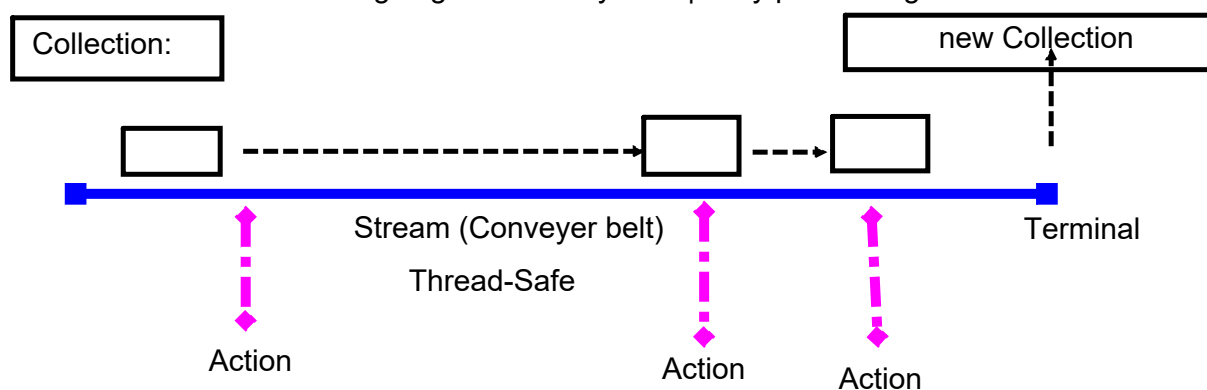 Collection:
new Collection
Stream (Conveyer belt)
Terminal
Thread-Safe
Action
Action
Action